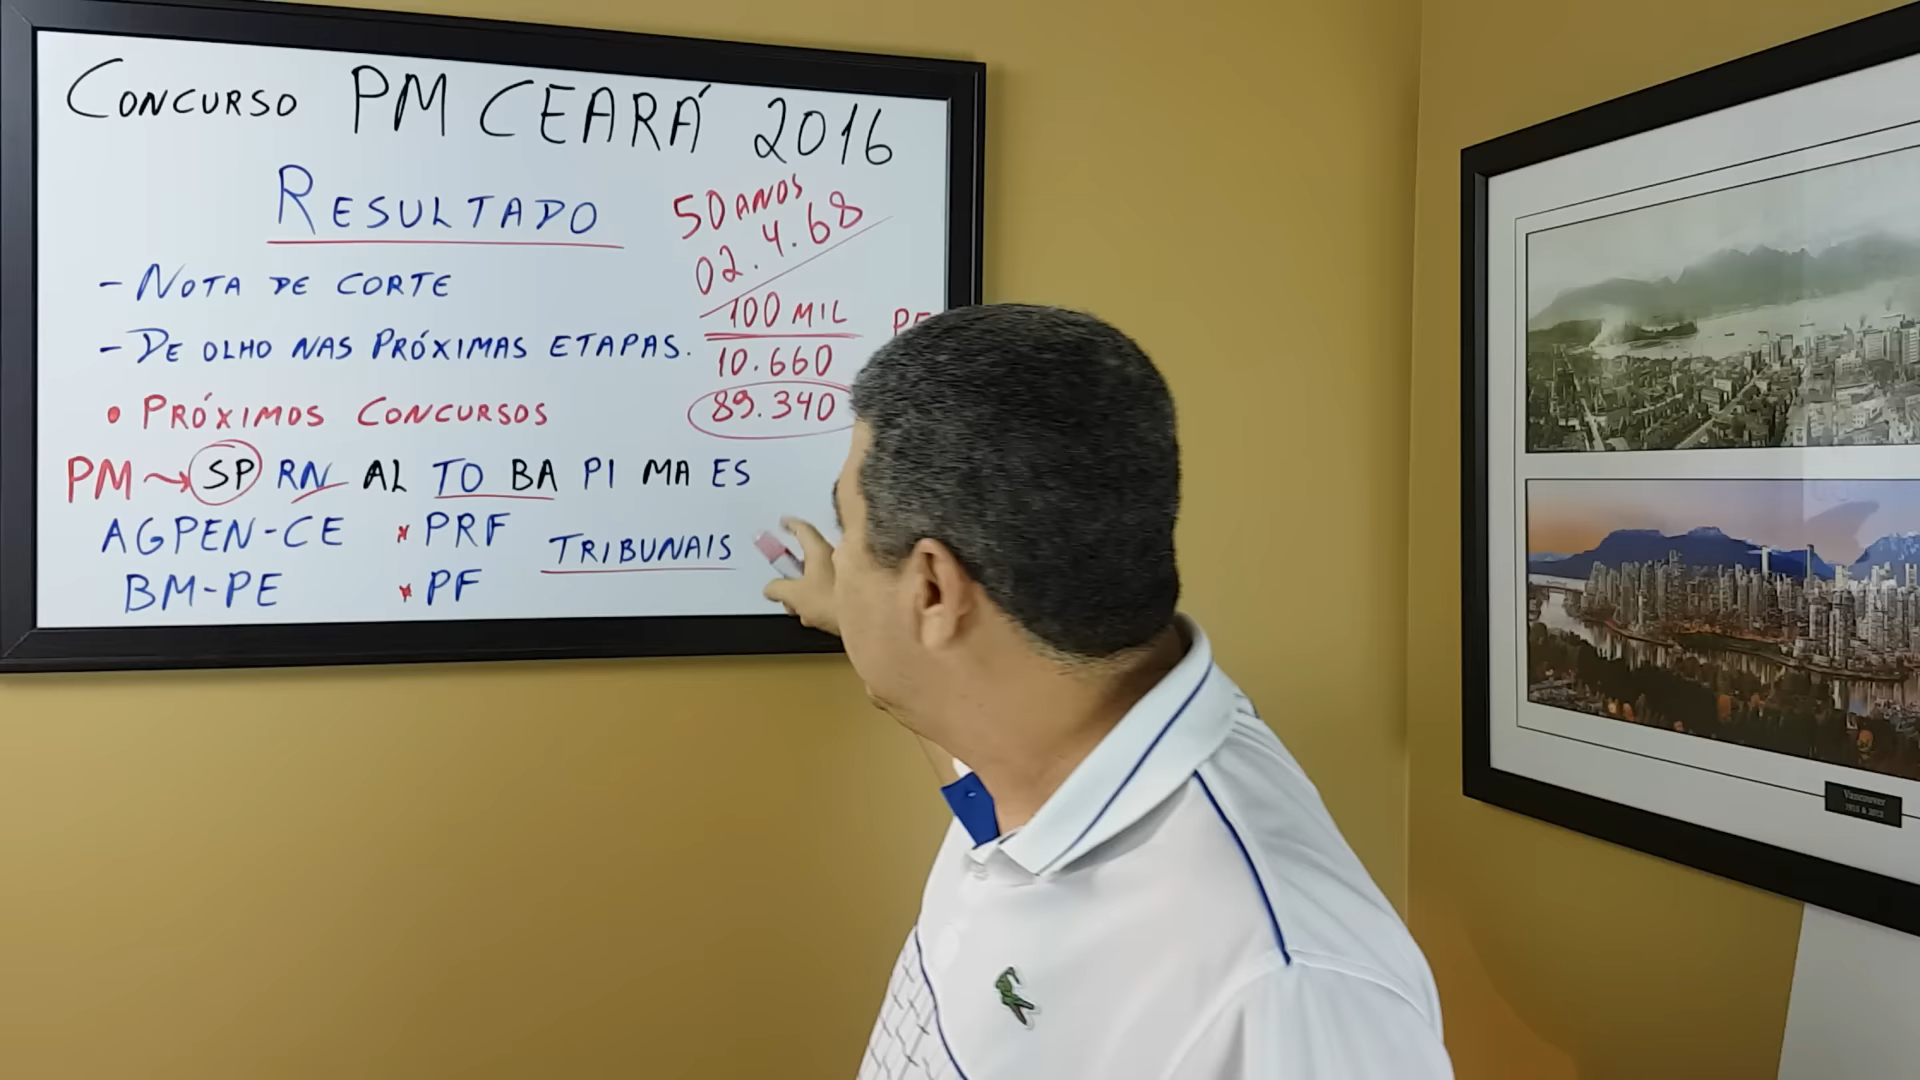 CONCURSO PM CEARÁ 2016
RESULTADO
50 ANOS
02.4.68
- NOTA DE CORTE
- DE OLHO NAS PRÓXIMAS ETAPAS.
100 MIL
10.660
89.340
• PRÓXIMOS CONCURSOS
PM → SP RN AL TO BA PI MA ES
AGPEN-CE * PRF TRIBUNAIS
BM-PE * PF
Vancouver